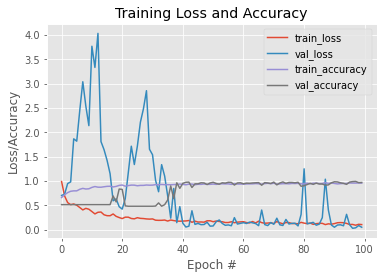 Training Loss and Accuracy
train_loss
val_loss
train_accuracy
val_accuracy
4.0
3.5
3.0
2.5
2.0
1.5
1.0
0.5
0.0
Loss/Accuracy
0 20 40 60 80 100
Epoch #